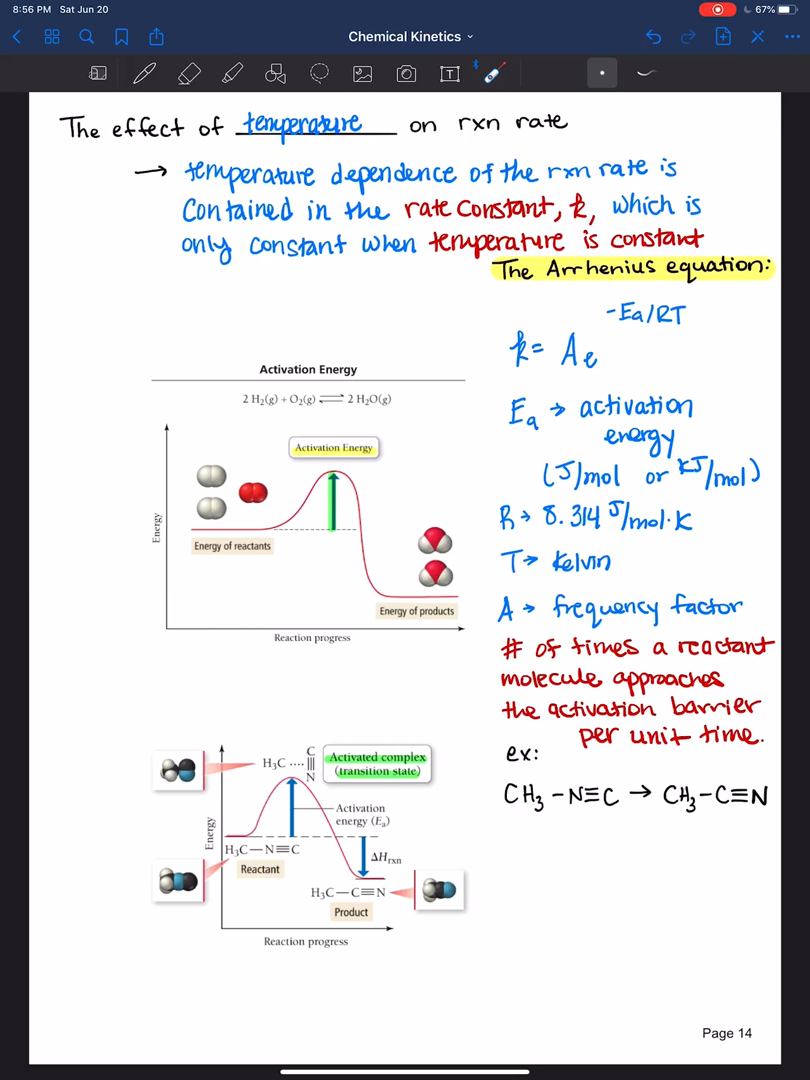 8:56 PM Sat Jun 20
67%
Chemical Kinetics
The effect of temperature on rxn rate
→ temperature dependence of the rxn rate is
contained in the rate constant, k, which is
only constant when temperature is constant
The Arrhenius equation:
k = Ae^(-Ea/RT)
Ea → activation
energy
(J/mol or kJ/mol)
R → 8.314 J/mol·K
T → Kelvin
A → frequency factor
# of times a reactant
molecule approaches
the activation barrier
per unit time.
ex:
CH₃-N≡C → CH₃-C≡N
Activation Energy
2 H₂(g) + O₂(g) ⇌ 2 H₂O(g)
Activation Energy
Energy
Energy of reactants
Energy of products
Reaction progress
H₃C ···· C≡N
Activated complex
(transition state)
Activation
energy (Eₐ)
Energy
H₃C—N≡C
Reactant
ΔHrxn
H₃C—C≡N
Product
Reaction progress
Page 14